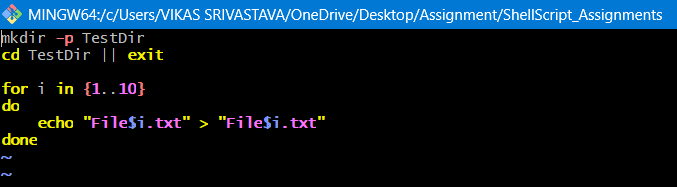 MINGW64:/c/Users/VIKAS SRIVASTAVA/OneDrive/Desktop/Assignment/ShellScript_Assignments
mkdir -p TestDir
cd TestDir || exit

for i in {1..10}
do
    echo "File$i.txt" > "File$i.txt"
done
~
~